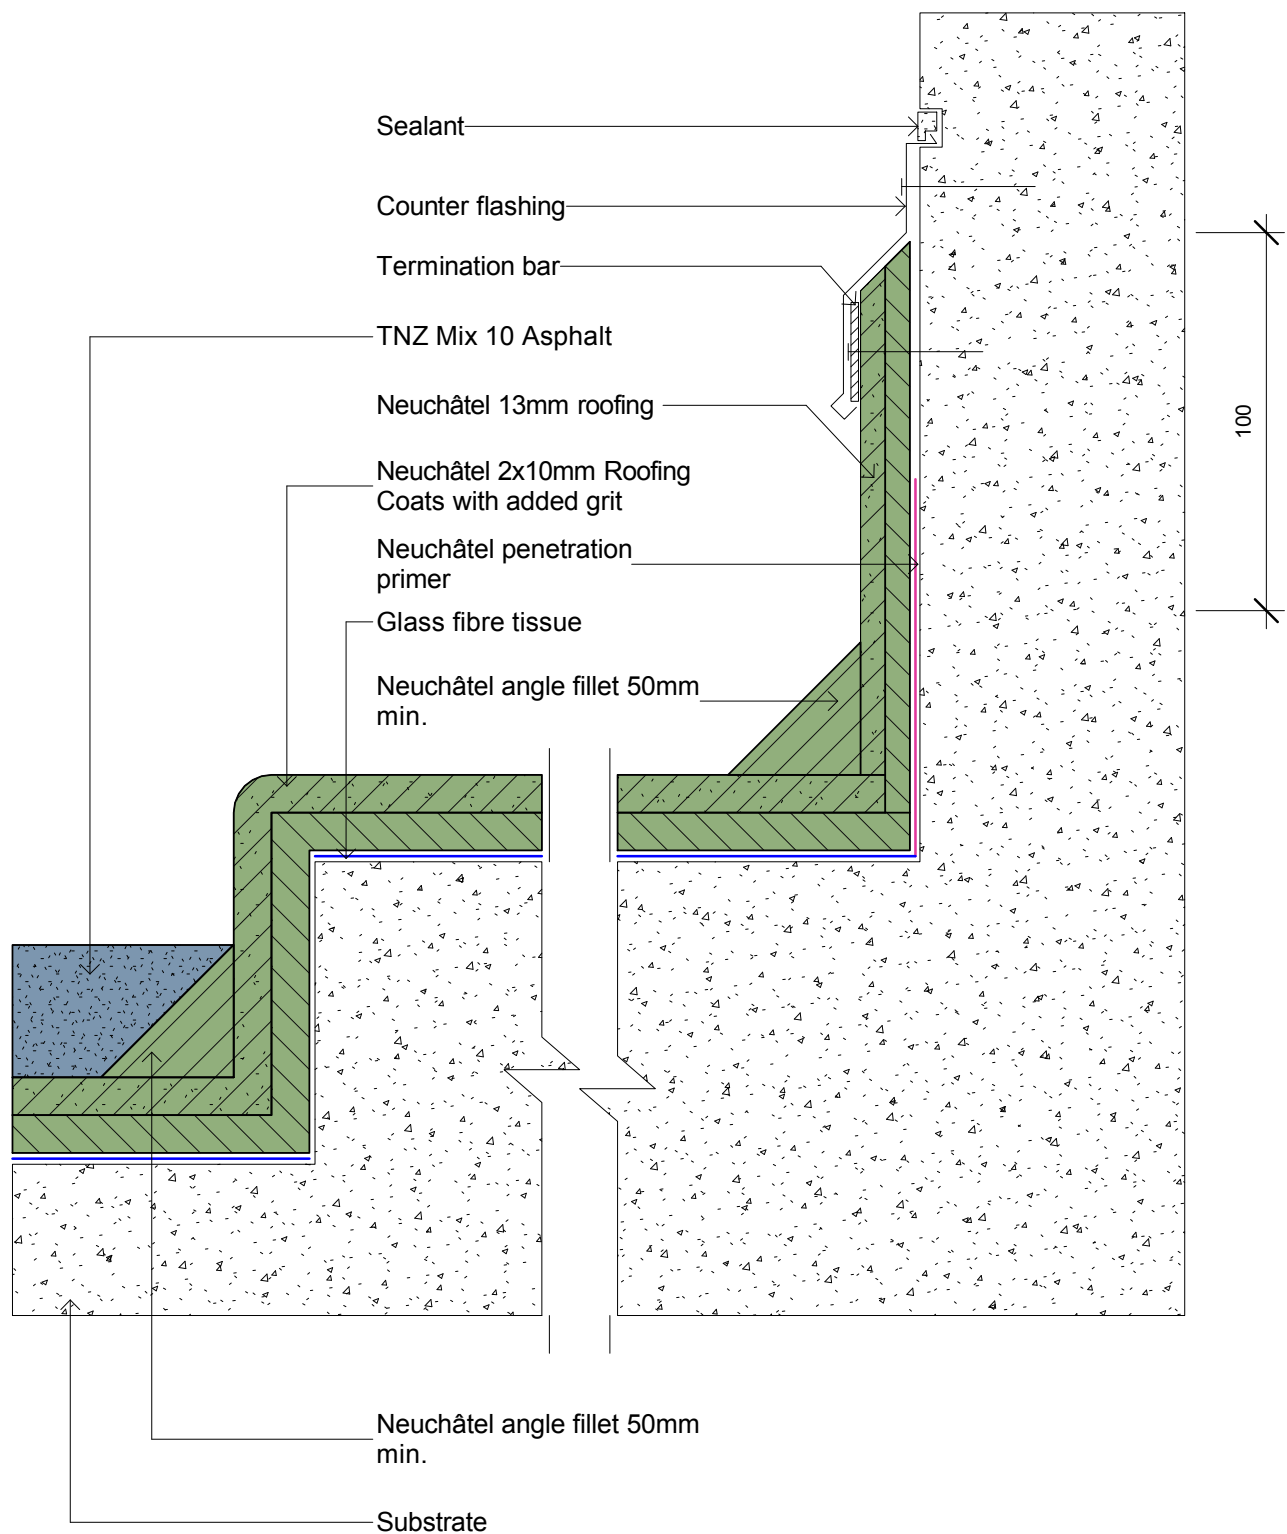 Sealant
Counter flashing
Termination bar
TNZ Mix 10 Asphalt
Neuchâtel 13mm roofing
Neuchâtel 2x10mm Roofing
Coats with added grit
Neuchâtel penetration
primer
Glass fibre tissue
Neuchâtel angle fillet 50mm
min.
100
Neuchâtel angle fillet 50mm
min.
Substrate